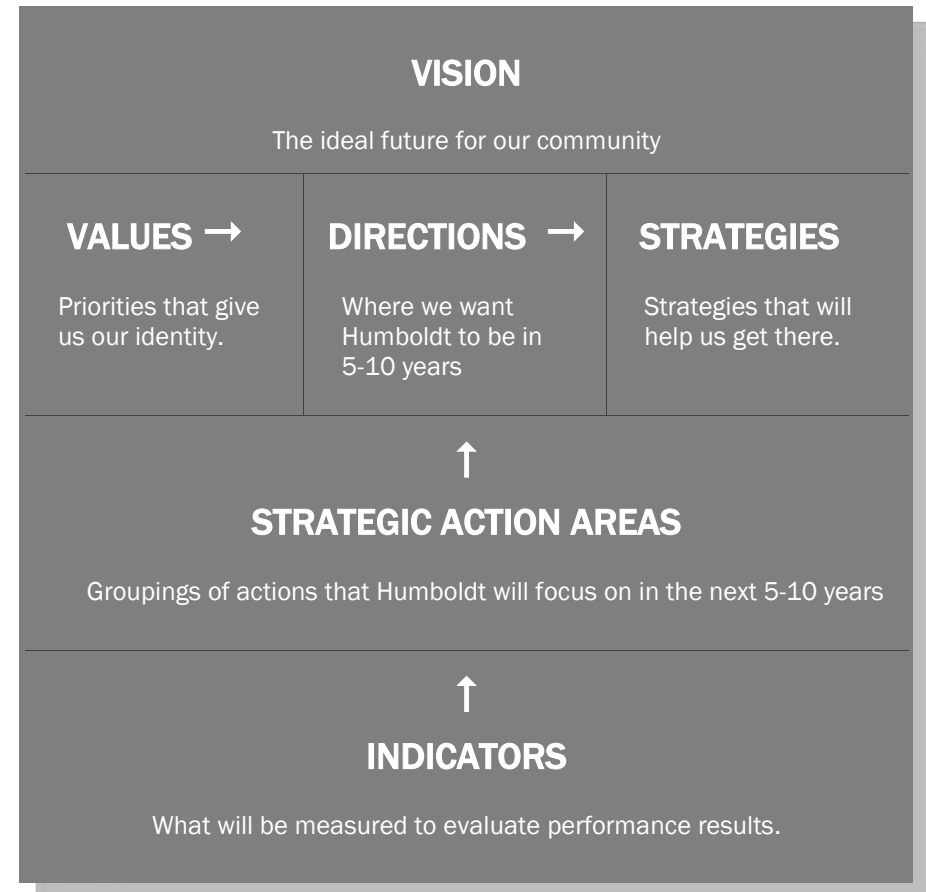 VISION
The ideal future for our community
VALUES →
Priorities that give
us our identity.
DIRECTIONS →
Where we want
Humboldt to be in
5-10 years
STRATEGIES
Strategies that will
help us get there.
↑
STRATEGIC ACTION AREAS
Groupings of actions that Humboldt will focus on in the next 5-10 years
↑
INDICATORS
What will be measured to evaluate performance results.